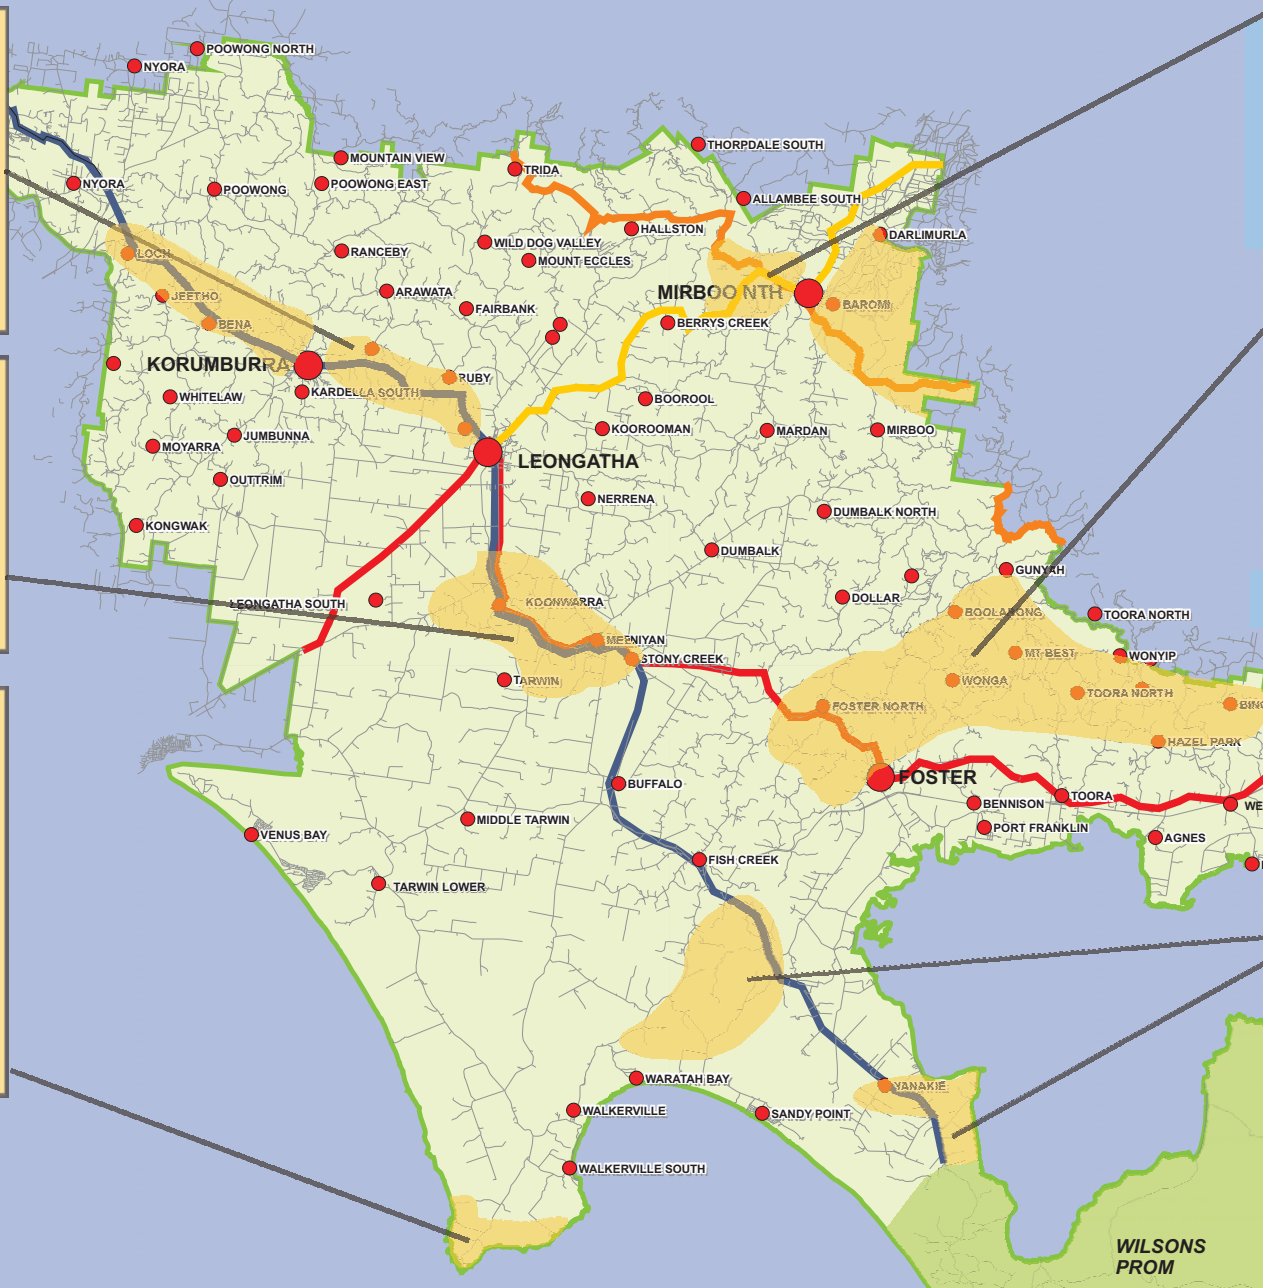 POOWONG NORTH
NYORA
THORPDALE SOUTH
MOUNTAIN VIEW
TRIDA
NYORA
POOWONG
POOWONG EAST
ALLAMBEE SOUTH
HALLSTON
DARLIMURLA
WILD DOG VALLEY
RANCEBY
LOCH
MOUNT ECCLES
ARAWATA
MIRBOO NTH
JEETHO
BAROMI
FAIRBANK
BENA
BERRYS CREEK
KORUMBURRA
RUBY
KARDELLA SOUTH
WHITELAW
BOOROOL
KOOROOMAN
MARDAN
MIRBOO
JUMBUNNA
MOYARRA
LEONGATHA
OUTTRIM
NERRENA
DUMBALK NORTH
KONGWAK
DUMBALK
GUNYAH
DOLLAR
LEONGATHA SOUTH
KOONWARRA
BOOLARONG
TOORA NORTH
MEENIYAN
MT BEST
WONYIP
STONY CREEK
TARWIN
WONGA
TOORA NORTH
BING
FOSTER NORTH
HAZEL PARK
FOSTER
BUFFALO
TOORA
BENNISON
WE
MIDDLE TARWIN
PORT FRANKLIN
VENUS BAY
AGNES
FISH CREEK
TARWIN LOWER
WARATAH BAY
YANAKIE
WALKERVILLE
SANDY POINT
WALKERVILLE SOUTH
WILSONS
PROM